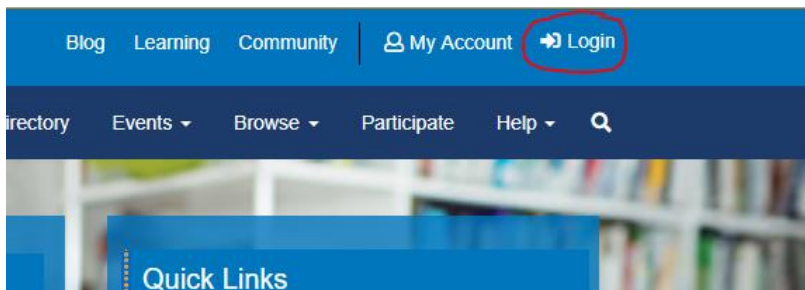 Blog Learning Community My Account Login
irectory Events Browse Participate Help
Quick Links